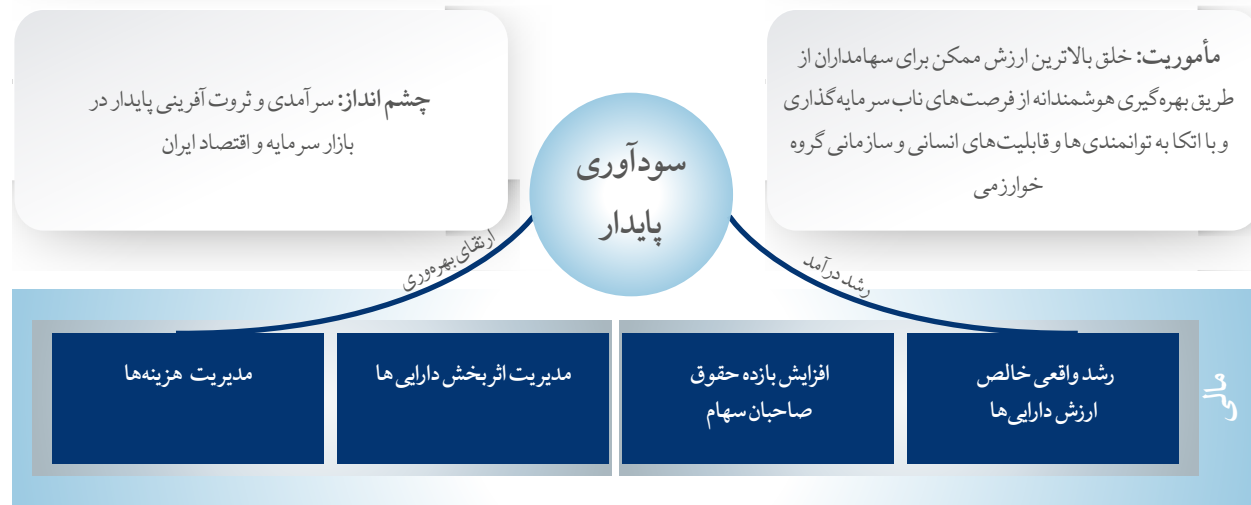 مأموریت: خلق بالاترین ارزش ممکن برای سهامداران از
طریق بهره‌گیری هوشمندانه از فرصت‌های ناب سرمایه‌گذاری
و با اتکا به توانمندی‌ها و قابلیت‌های انسانی و سازمانی گروه
خوارزمی
چشم انداز: سرآمدی و ثروت آفرینی پایدار در
بازار سرمایه و اقتصاد ایران
سودآوری
پایدار
رشد درآمد
ارتقای بهره‌وری
مالی
رشد واقعی خالص
ارزش دارایی‌ها
افزایش بازده حقوق
صاحبان سهام
مدیریت اثربخش دارایی ها
مدیریت هزینه‌ها